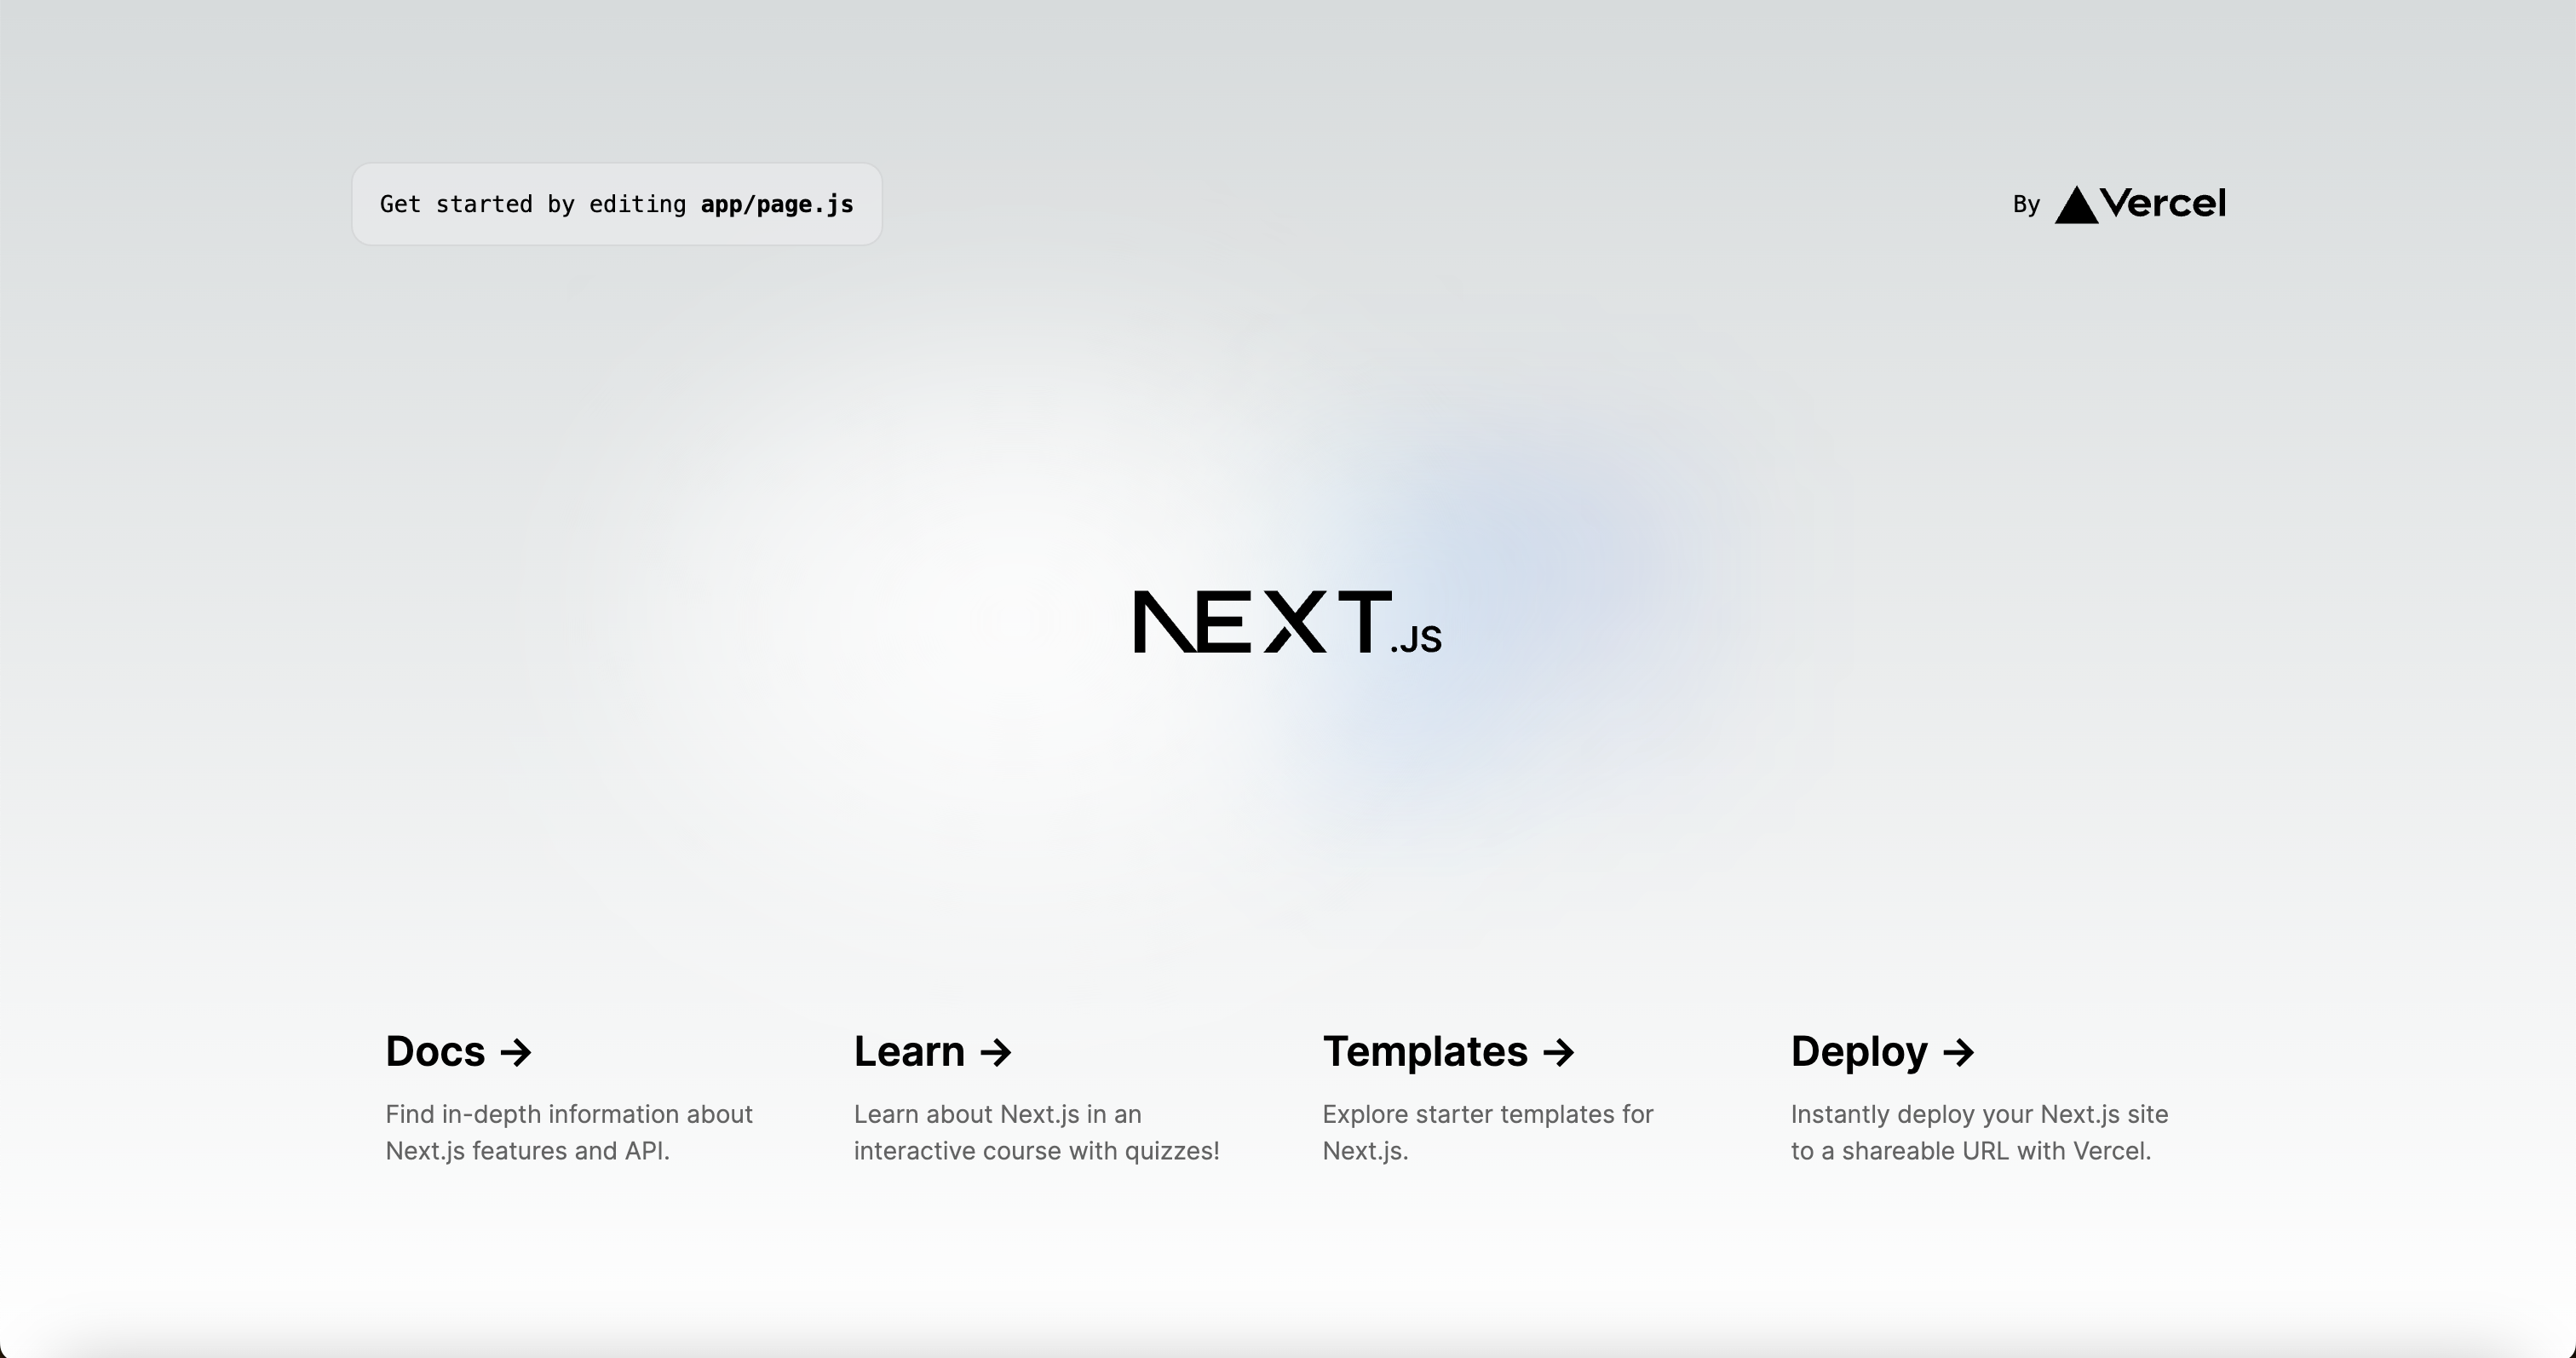 Get started by editing app/page.js
By Vercel
NEXT.JS
Docs →
Find in-depth information about
Next.js features and API.
Learn →
Learn about Next.js in an
interactive course with quizzes!
Templates →
Explore starter templates for
Next.js.
Deploy →
Instantly deploy your Next.js site
to a shareable URL with Vercel.